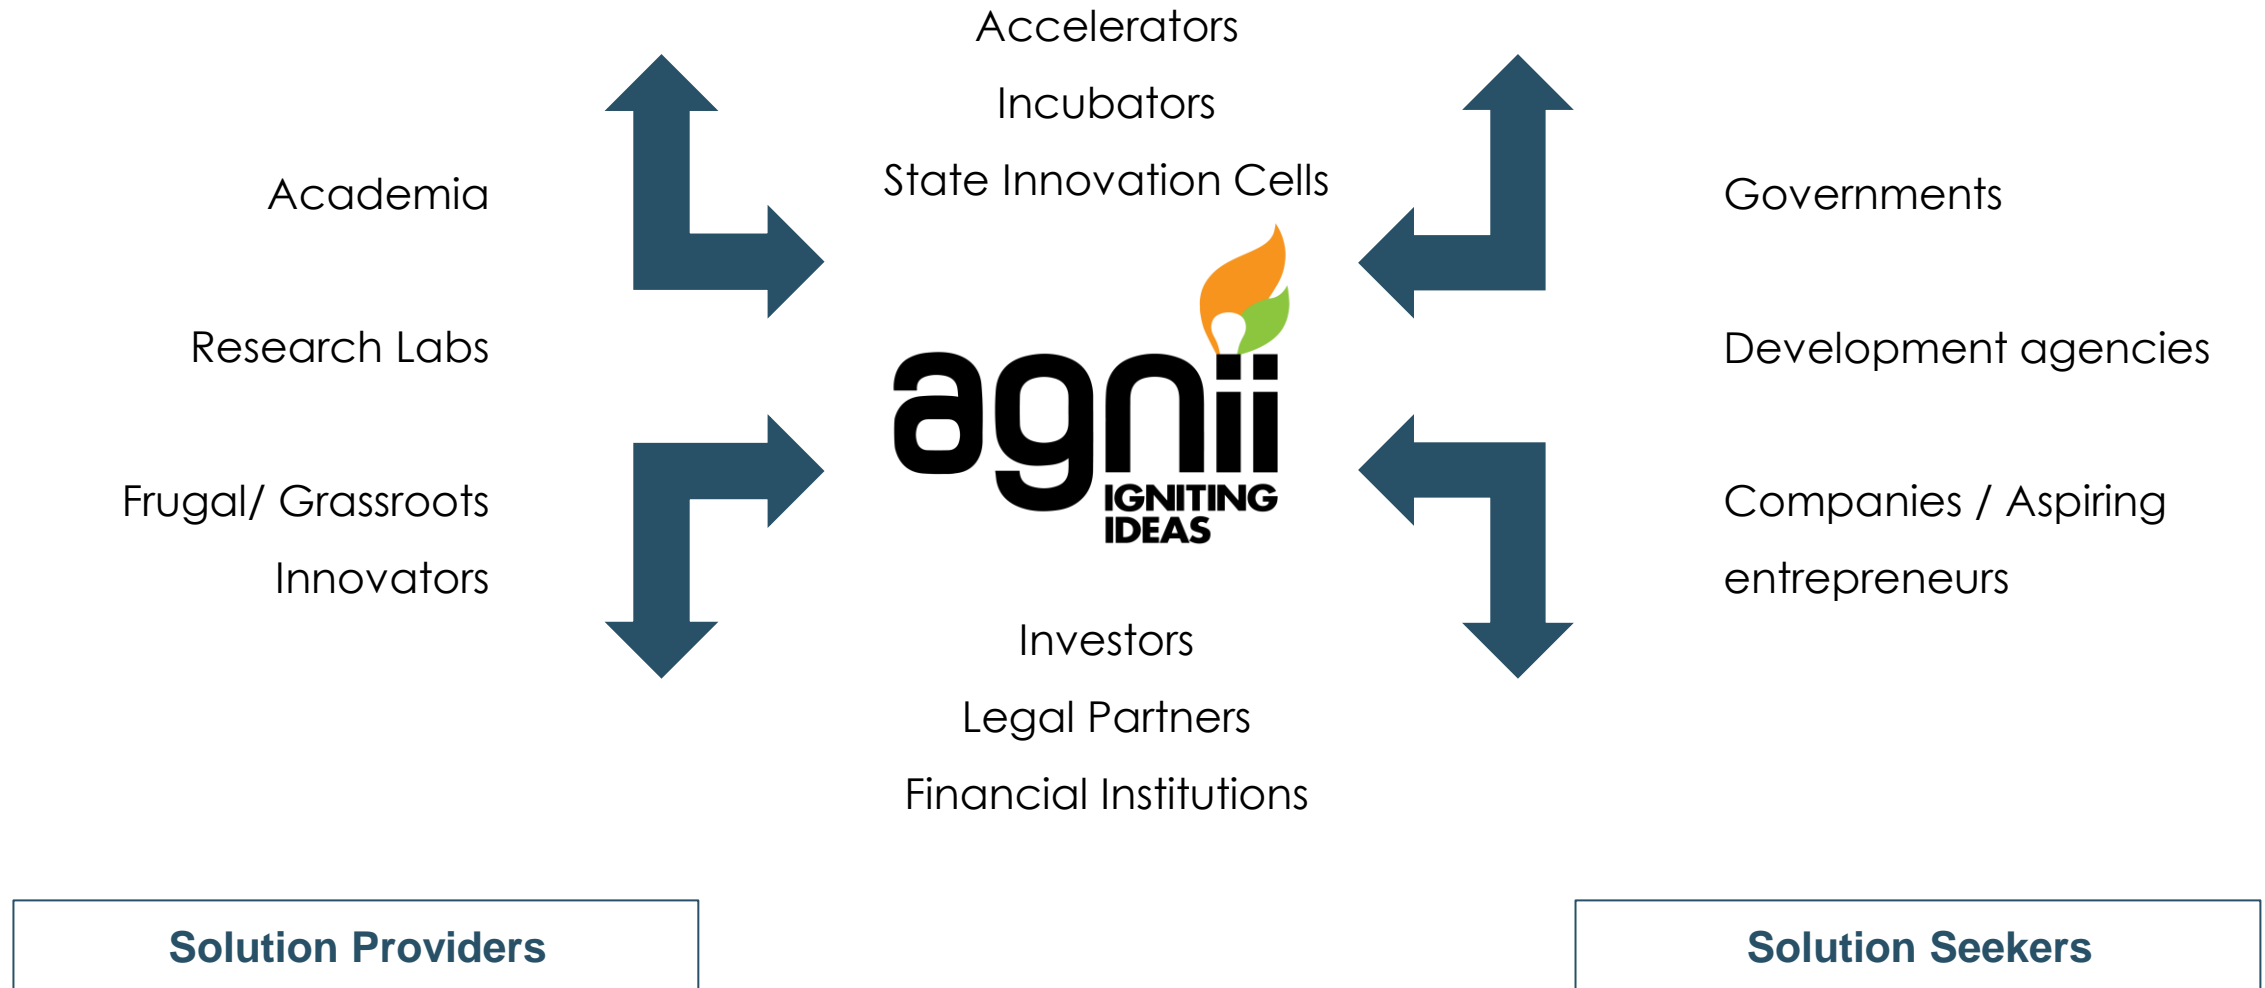 Accelerators
Incubators
State Innovation Cells
Academia
Research Labs
Frugal/ Grassroots
Innovators
agnii
IGNITING
IDEAS
Governments
Development agencies
Companies / Aspiring
entrepreneurs
Investors
Legal Partners
Financial Institutions
Solution Providers
Solution Seekers